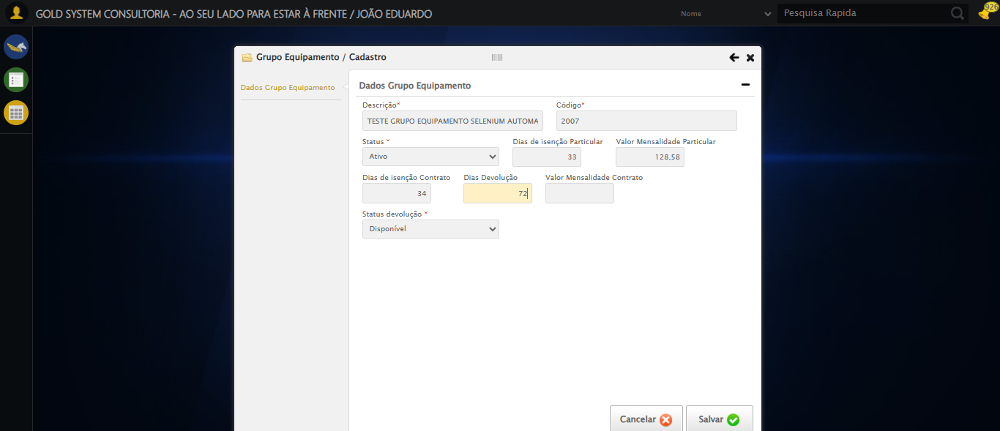 GOLD SYSTEM CONSULTORIA - AO SEU LADO PARA ESTAR À FRENTE / JOÃO EDUARDO
Nome
Pesquisa Rapida
926
Grupo Equipamento / Cadastro
Dados Grupo Equipamento
Dados Grupo Equipamento
Descrição*
Código*
TESTE GRUPO EQUIPAMENTO SELENIUM AUTOMA
2007
Status *
Dias de isenção Particular
Valor Mensalidade Particular
Ativo
33
128,58
Dias de isenção Contrato
Dias Devolução
Valor Mensalidade Contrato
34
72
Status devolução *
Disponível
Cancelar
Salvar